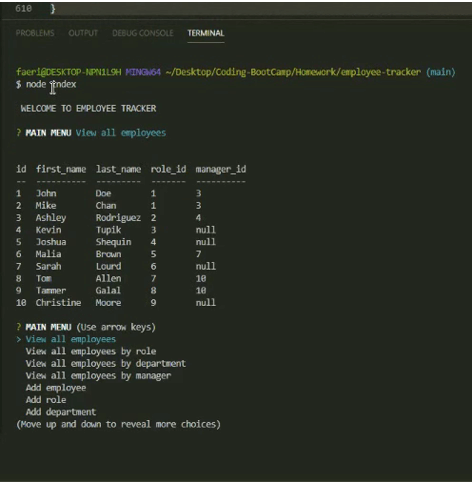 610 }
PROBLEMS OUTPUT DEBUG CONSOLE TERMINAL
faeri@DESKTOP-NPN1L9H MINGW64 ~/Desktop/Coding-BootCamp/Homework/employee-tracker (main)
$ node index
WELCOME TO EMPLOYEE TRACKER
? MAIN MENU View all employees
id first_name last_name role_id manager_id
-- ---------- --------- ------- ----------
1 John Doe 1 3
2 Mike Chan 1 3
3 Ashley Rodriguez 2 4
4 Kevin Tupik 3 null
5 Joshua Shequin 4 null
6 Malia Brown 5 7
7 Sarah Lourd 6 null
8 Tom Allen 7 10
9 Tammer Galal 8 10
10 Christine Moore 9 null
? MAIN MENU (Use arrow keys)
> View all employees
View all employees by role
View all employees by department
View all employees by manager
Add employee
Add role
Add department
(Move up and down to reveal more choices)